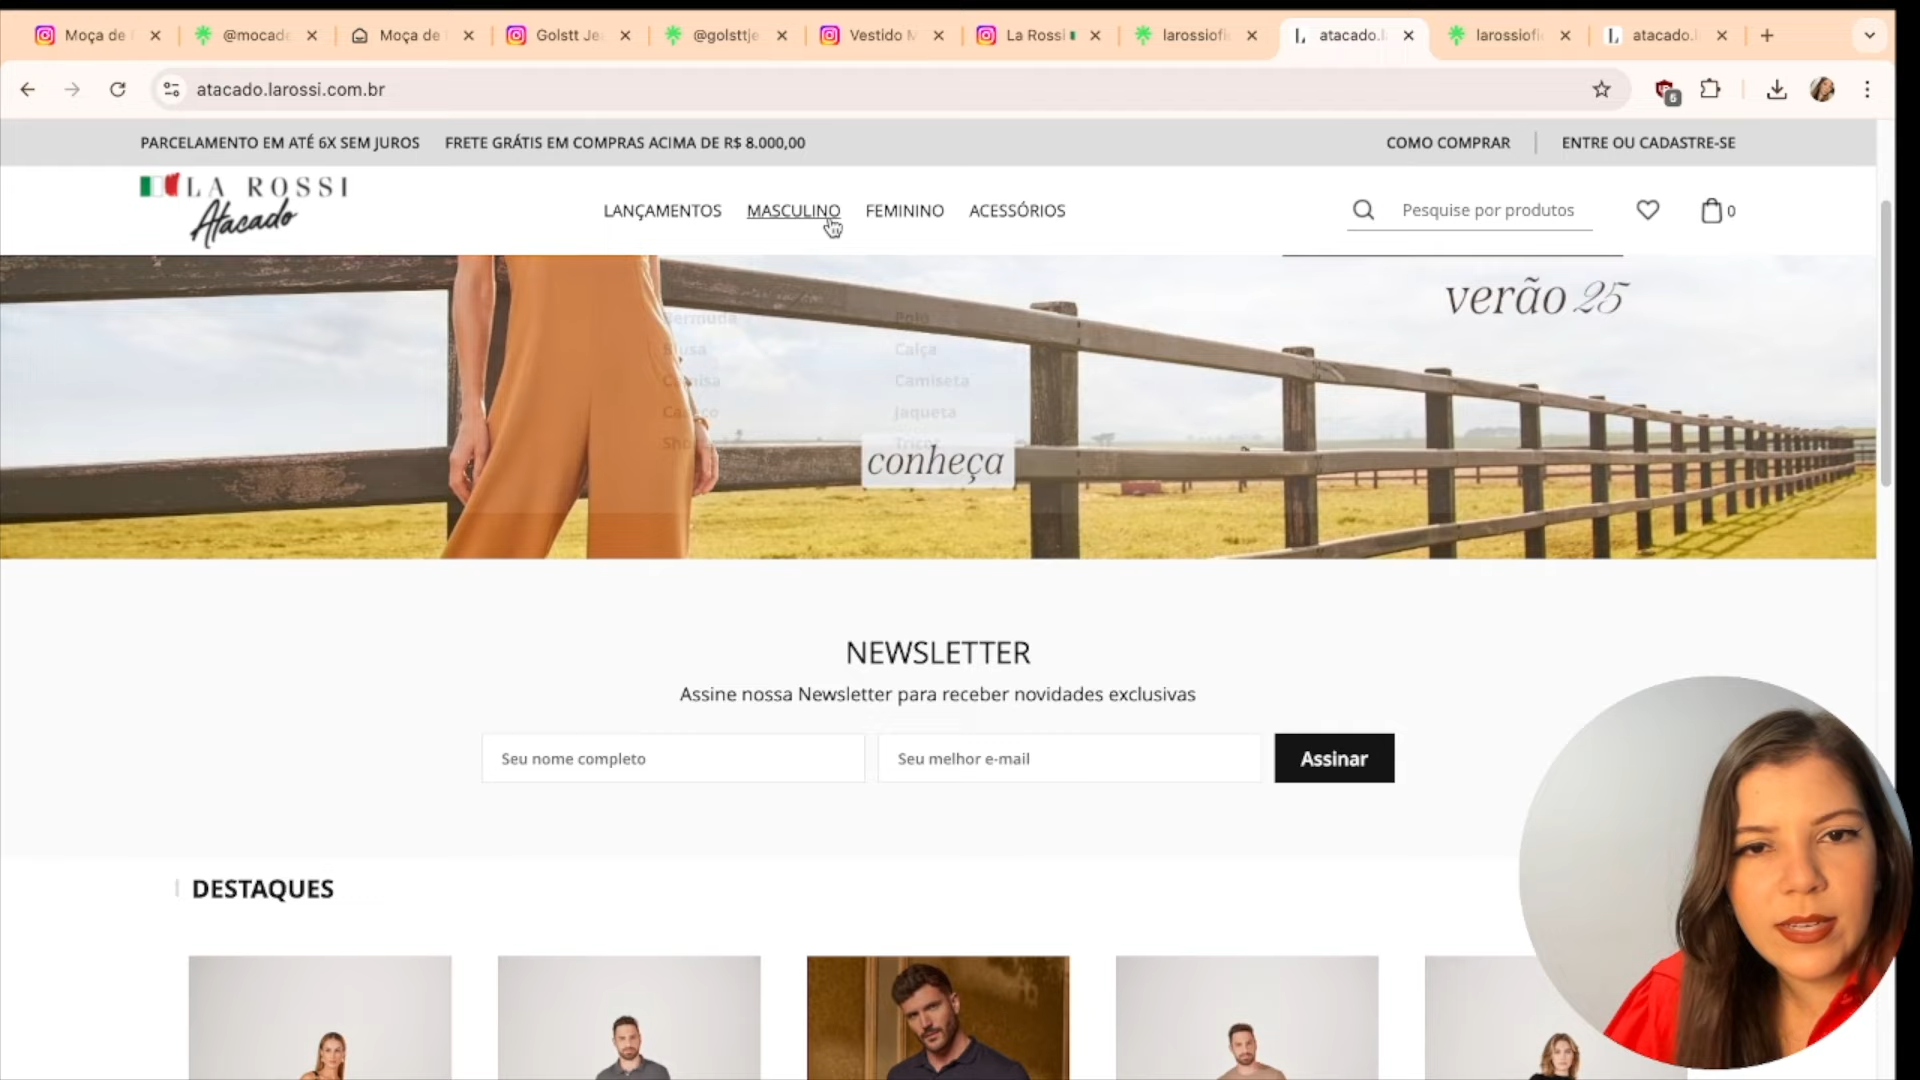 Moça de
@mocade
Moça de
Golstt Je
@golsttje
Vestido M
La Rossi
larossiofi
atacado.l
larossiofi
atacado.l
atacado.larossi.com.br
6
PARCELAMENTO EM ATÉ 6X SEM JUROS
FRETE GRÁTIS EM COMPRAS ACIMA DE R$ 8.000,00
COMO COMPRAR
ENTRE OU CADASTRE-SE
LA ROSSI
Atacado
LANÇAMENTOS
MASCULINO
FEMININO
ACESSÓRIOS
Pesquise por produtos
0
verão 25
Bermuda
Polo
Blusa
Calça
Camisa
Camiseta
Casaco
Jaqueta
Tricot
conheça
NEWSLETTER
Assine nossa Newsletter para receber novidades exclusivas
Seu nome completo
Seu melhor e-mail
Assinar
DESTAQUES